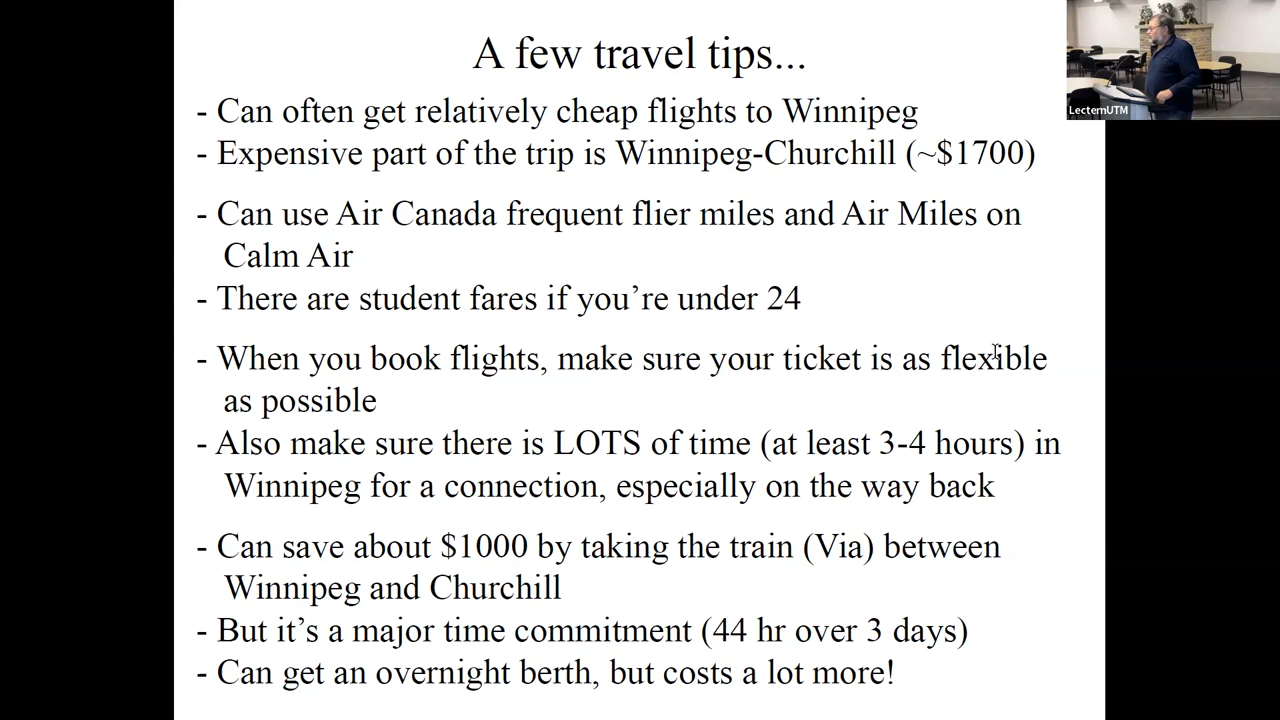 A few travel tips...
LecternUTM
- Can often get relatively cheap flights to Winnipeg
- Expensive part of the trip is Winnipeg-Churchill (~$1700)
- Can use Air Canada frequent flier miles and Air Miles on
Calm Air
- There are student fares if you’re under 24
- When you book flights, make sure your ticket is as flexible
as possible
- Also make sure there is LOTS of time (at least 3-4 hours) in
Winnipeg for a connection, especially on the way back
- Can save about $1000 by taking the train (Via) between
Winnipeg and Churchill
- But it’s a major time commitment (44 hr over 3 days)
- Can get an overnight berth, but costs a lot more!